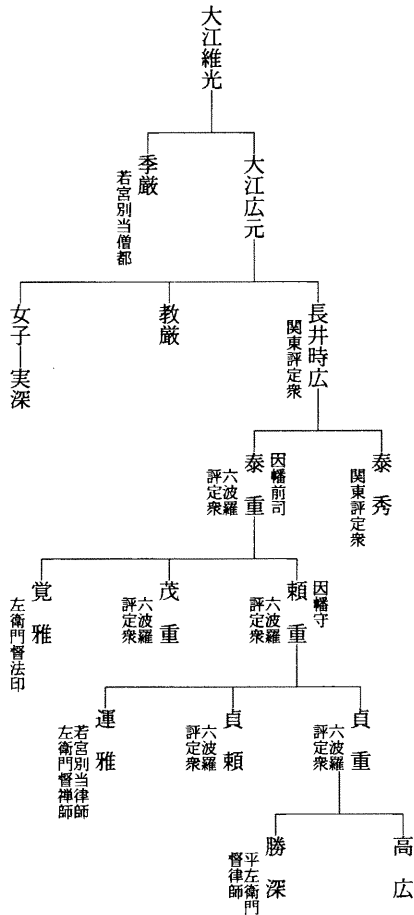 大江維光
大江広元
季厳
若宮別当僧都
長井時広
関東評定衆
教厳
女子―実深
泰秀
関東評定衆
因幡前司
泰重
六波羅
評定衆
因幡守
頼重
六波羅
評定衆
茂重
六波羅
評定衆
覚雅
左衛門督法印
貞重
六波羅
評定衆
貞頼
六波羅
評定衆
運雅
若宮別当律師
左衛門督禅師
高広
勝深
平左衛門
督律師